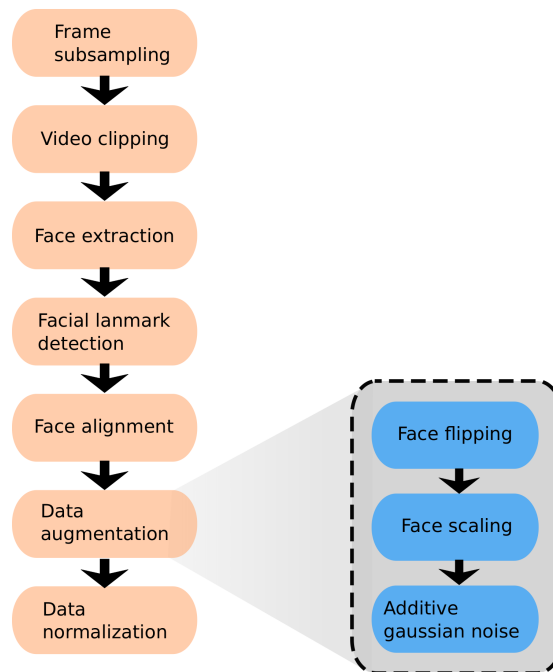 Frame
subsampling
Video clipping
Face extraction
Facial lanmark
detection
Face alignment
Data
augmentation
Data
normalization
Face flipping
Face scaling
Additive
gaussian noise